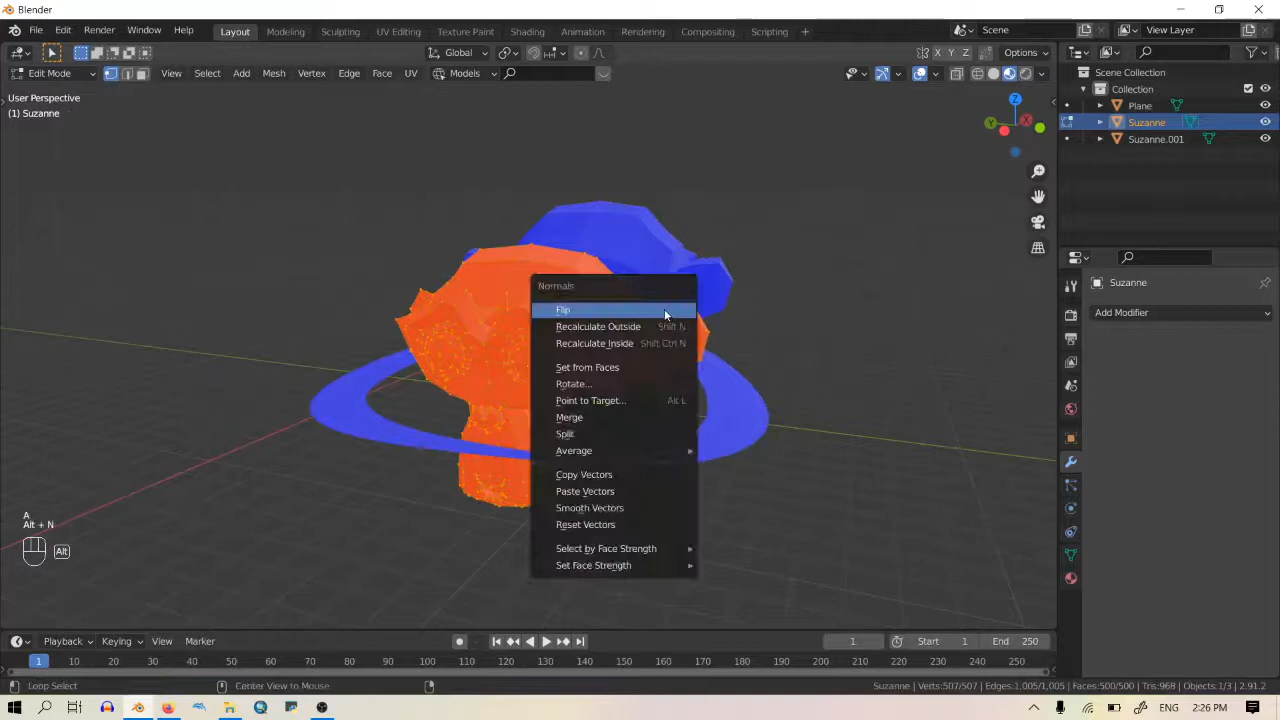 Blender
File Edit Render Window Help Layout Modeling Sculpting UV Editing Texture Paint Shading Animation Rendering Compositing Scripting + Scene View Layer
Global X Y Z Options
Edit Mode View Select Add Mesh Vertex Edge Face UV Models
User Perspective
(1) Suzanne
Scene Collection
Collection
Plane
Suzanne
Suzanne.001
Z
Y
X
Suzanne
Add Modifier
Normals
Flip
Recalculate Outside Shift N
Recalculate Inside Shift Ctrl N
Set from Faces
Rotate...
Point to Target... Alt L
Merge
Split
Average
Copy Vectors
Paste Vectors
Smooth Vectors
Reset Vectors
Select by Face Strength
Set Face Strength
A
Alt + N
Alt
Playback Keying View Marker 1 Start 1 End 250
1 10 20 30 40 50 60 70 80 90 100 110 120 130 140 150 160 170 180 190 200 210 220 230 240 250
Loop Select Center View to Mouse Suzanne | Verts:507/507 | Edges:1,005/1,005 | Faces:500/500 | Tris:968 | Objects:1/3 | 2.91.2
ENG 2:26 PM